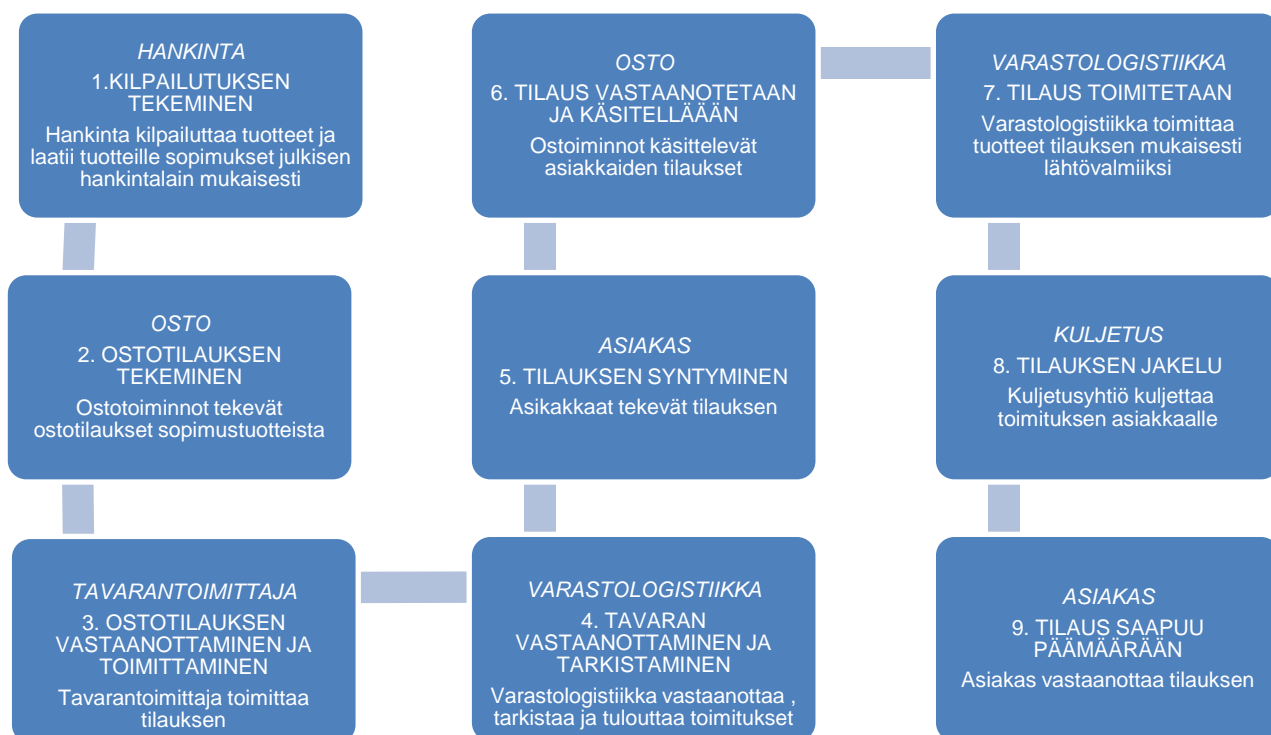 HANKINTA
1.KILPAILUTUKSEN
TEKEMINEN
Hankinta kilpailuttaa tuotteet ja
laatii tuotteille sopimukset julkisen
hankintalain mukaisesti
OSTO
2. OSTOTILAUKSEN
TEKEMINEN
Ostotoiminnot tekevät
ostotilaukset sopimustuotteista
TAVARANTOIMITTAJA
3. OSTOTILAUKSEN
VASTAANOTTAMINEN JA
TOIMITTAMINEN
Tavarantoimittaja toimittaa
tilauksen
VARASTOLOGISTIIKKA
4. TAVARAN
VASTAANOTTAMINEN JA
TARKISTAMINEN
Varastologistiikka vastaanottaa ,
tarkistaa ja tulouttaa toimitukset
ASIAKAS
5. TILAUKSEN SYNTYMINEN
Asikakkaat tekevät tilauksen
OSTO
6. TILAUS VASTAANOTETAAN
JA KÄSITELLÄÄÄN
Ostoiminnot käsittelevät
asiakkaiden tilaukset
VARASTOLOGISTIIKKA
7. TILAUS TOIMITETAAN
Varastologistiikka toimittaa
tuotteet tilauksen mukaisesti
lähtövalmiiksi
KULJETUS
8. TILAUKSEN JAKELU
Kuljetusyhtiö kuljettaa
toimituksen asiakkaalle
ASIAKAS
9. TILAUS SAAPUU
PÄÄMÄÄRÄÄN
Asiakas vastaanottaa tilauksen